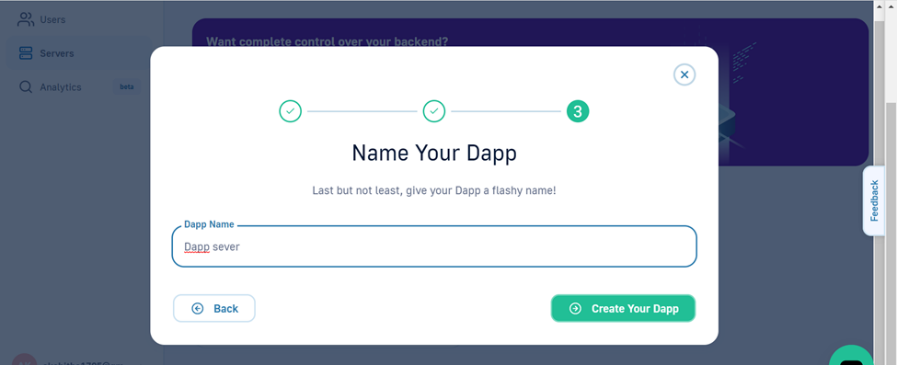 Users
Servers
Analytics
beta
Want complete control over your backend?
3
Name Your Dapp
Last but not least, give your Dapp a flashy name!
Dapp Name
Dapp sever
Back
Create Your Dapp
Feedback